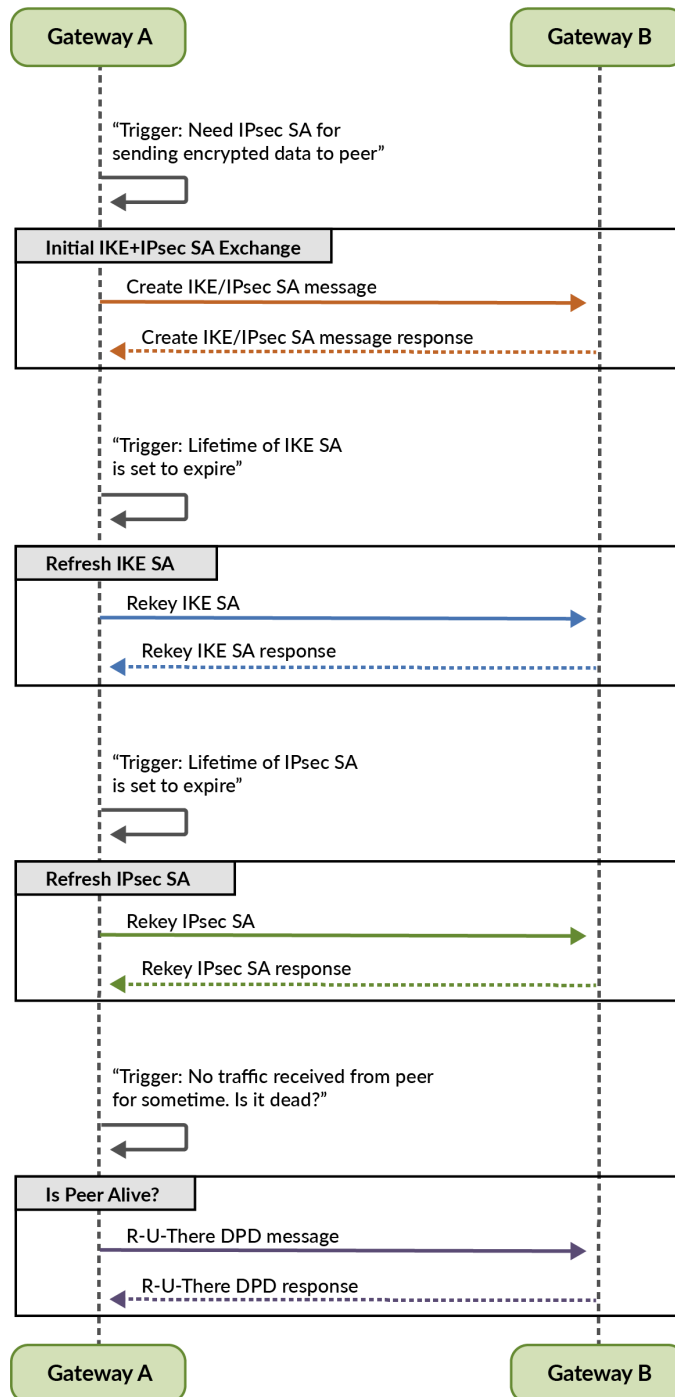 Gateway A
Gateway B
“Trigger: Need IPsec SA for
sending encrypted data to peer”
Initial IKE+IPsec SA Exchange
Create IKE/IPsec SA message
Create IKE/IPsec SA message response
“Trigger: Lifetime of IKE SA
is set to expire”
Refresh IKE SA
Rekey IKE SA
Rekey IKE SA response
“Trigger: Lifetime of IPsec SA
is set to expire”
Refresh IPsec SA
Rekey IPsec SA
Rekey IPsec SA response
“Trigger: No traffic received from peer
for sometime. Is it dead?”
Is Peer Alive?
R-U-There DPD message
R-U-There DPD response
Gateway A
Gateway B